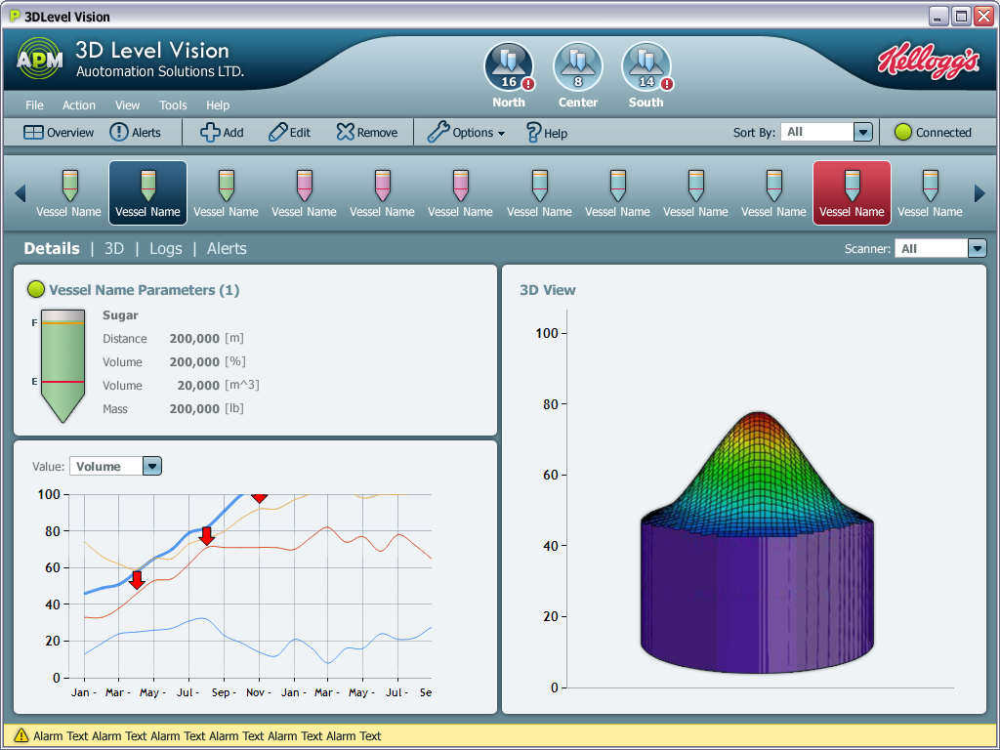 3DLevel Vision
APM
3D Level Vision
Auotomation Solutions LTD.
16
8
14
North
Center
South
Kellogg's
File Action View Tools Help
Overview Alerts Add Edit Remove Options Help Sort By: All Connected
Vessel Name Vessel Name Vessel Name Vessel Name Vessel Name Vessel Name Vessel Name Vessel Name Vessel Name Vessel Name Vessel Name Vessel Name
Details | 3D | Logs | Alerts Scanner: All
Vessel Name Parameters (1)
F
E
Sugar
Distance 200,000 [m]
Volume 200,000 [%]
Volume 20,000 [m^3]
Mass 200,000 [lb]
Value: Volume
100
80
60
40
20
0
Jan - Mar - May - Jul - Sep - Nov - Jan - Mar - May - Jul - Se
3D View
100
80
60
40
20
0
Alarm Text Alarm Text Alarm Text Alarm Text Alarm Text Alarm Text